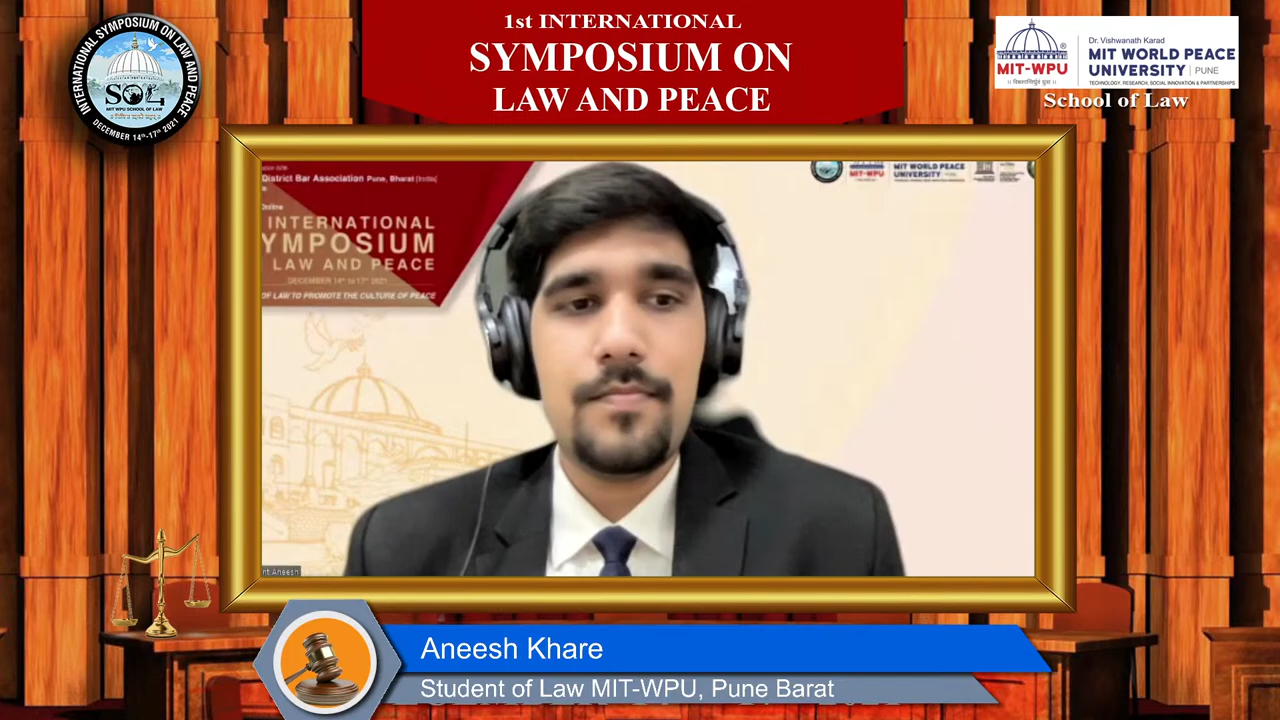 INTERNATIONAL SYMPOSIUM ON LAW AND PEACE
SOL
MIT WPU SCHOOL OF LAW
DECEMBER 14th-17th 2021
1st INTERNATIONAL
SYMPOSIUM ON
LAW AND PEACE
MIT-WPU
®
Dr. Vishwanath Karad
MIT WORLD PEACE
UNIVERSITY | PUNE
TECHNOLOGY, RESEARCH, SOCIAL INNOVATION & PARTNERSHIPS
School of Law
District Bar Association Pune, Bharat (India)
Online
INTERNATIONAL
YMPOSIUM
LAW AND PEACE
DECEMBER 14th to 17th 2021
OF LAW TO PROMOTE THE CULTURE OF PEACE
MIT-WPU
MIT WORLD PEACE
UNIVERSITY
nt Aneesh
Aneesh Khare
Student of Law MIT-WPU, Pune Barat